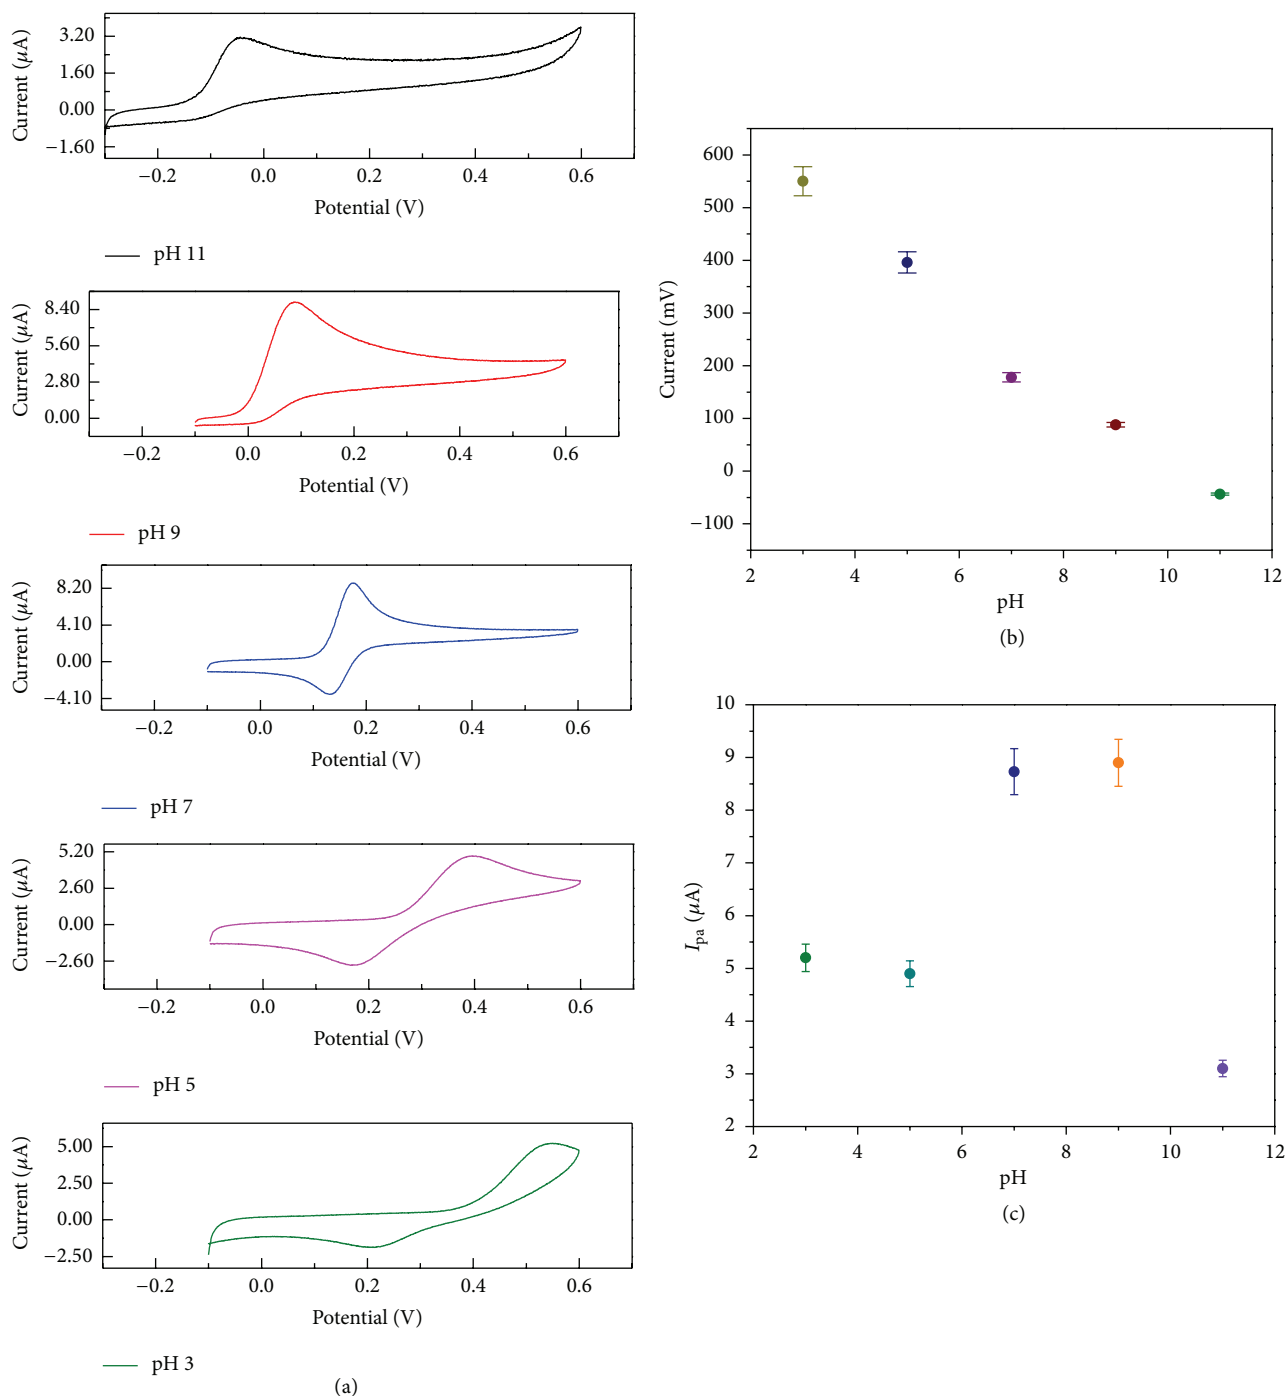 3.20
1.60
0.00
−1.60
Current (μA)
−0.2 0.0 0.2 0.4 0.6
Potential (V)
pH 11
8.40
5.60
2.80
0.00
Current (μA)
−0.2 0.0 0.2 0.4 0.6
Potential (V)
pH 9
8.20
4.10
0.00
−4.10
Current (μA)
−0.2 0.0 0.2 0.4 0.6
Potential (V)
pH 7
5.20
2.60
0.00
−2.60
Current (μA)
−0.2 0.0 0.2 0.4 0.6
Potential (V)
pH 5
5.00
2.50
0.00
−2.50
Current (μA)
−0.2 0.0 0.2 0.4 0.6
Potential (V)
pH 3
(a)
600
500
400
300
200
100
0
−100
Current (mV)
2 4 6 8 10 12
pH
(b)
10
9
8
7
6
5
4
3
2
Ipa (μA)
2 4 6 8 10 12
pH
(c)